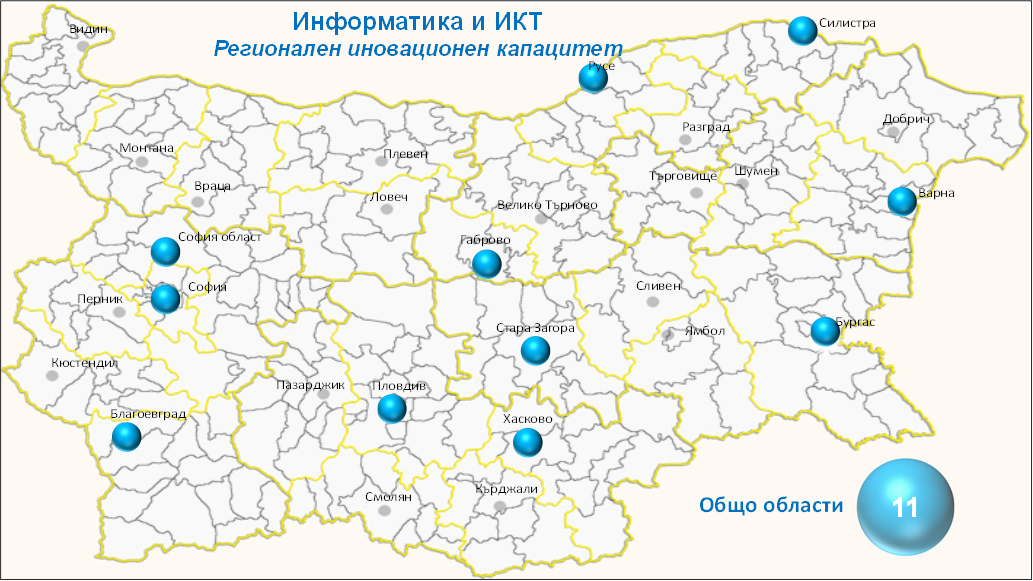 Информатика и ИКТ
Регионален иновационен капацитет
Силистра
Видин
Русе
Добрич
Разград
Монтана
Плевен
Търговище
Шумен
Враца
Ловеч
Велико Търново
Варна
София област
Габрово
София
Сливен
Перник
Стара Загора
Ямбол
Бургас
Кюстендил
Пазарджик
Пловдив
Благоевград
Хасково
Смолян
Кърджали
Общо области
11